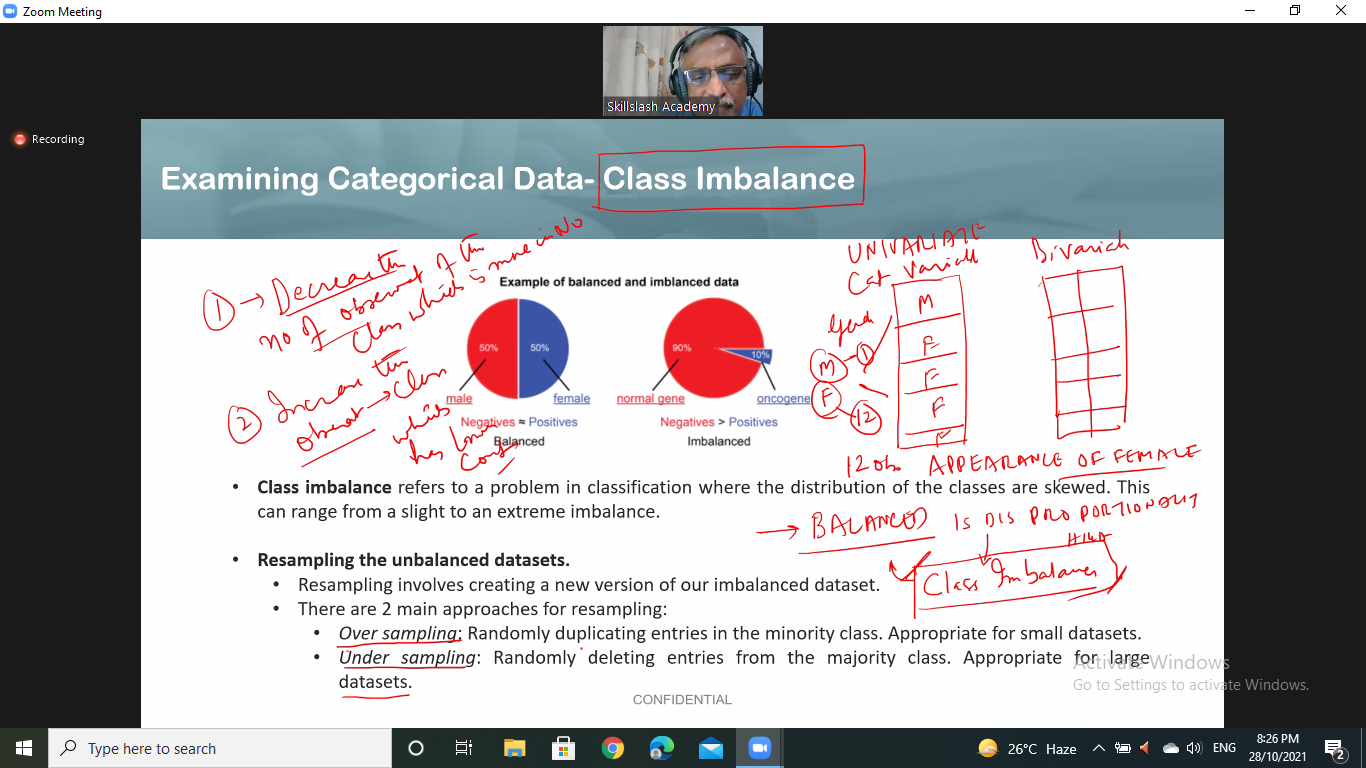 Zoom Meeting
Skillslash Academy
Recording
Examining Categorical Data- Class Imbalance
1 → Decrease the
no of observat of the
Class which is more in No
2 Increase the
observat → Class
which
has lower
Count
UNIVARIATE
Cat Variabl
M
F
F
F
F
M 1
F 12
12 obs APPEARANCE OF FEMALE
→ BALANCED IS DISPROPORTIONALLY
HIGH
Class Imbalance
Example of balanced and imblanced data
50% 50%
90% 10%
male female
normal gene oncogene
Negatives ≈ Positives
Balanced
Negatives > Positives
Imbalanced
• Class imbalance refers to a problem in classification where the distribution of the classes are skewed. This
can range from a slight to an extreme imbalance.
• Resampling the unbalanced datasets.
• Resampling involves creating a new version of our imbalanced dataset.
• There are 2 main approaches for resampling:
• Over sampling: Randomly duplicating entries in the minority class. Appropriate for small datasets.
• Under sampling: Randomly deleting entries from the majority class. Appropriate for large
datasets.
CONFIDENTIAL
Activate Windows
Go to Settings to activate Windows.
Type here to search
26°C Haze
ENG
8:26 PM
28/10/2021
2